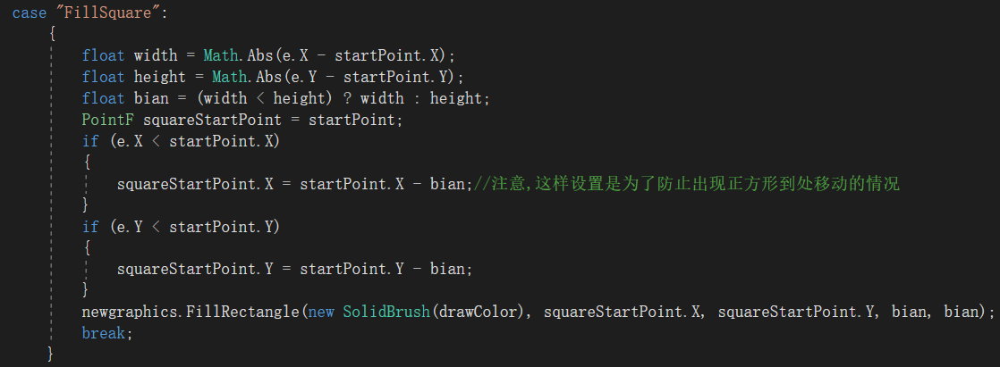 case "FillSquare":
{
float width = Math.Abs(e.X - startPoint.X);
float height = Math.Abs(e.Y - startPoint.Y);
float bian = (width < height) ? width : height;
PointF squareStartPoint = startPoint;
if (e.X < startPoint.X)
{
squareStartPoint.X = startPoint.X - bian;//注意,这样设置是为了防止出现正方形到处移动的情况
}
if (e.Y < startPoint.Y)
{
squareStartPoint.Y = startPoint.Y - bian;
}
newgraphics.FillRectangle(new SolidBrush(drawColor), squareStartPoint.X, squareStartPoint.Y, bian, bian);
break;
}